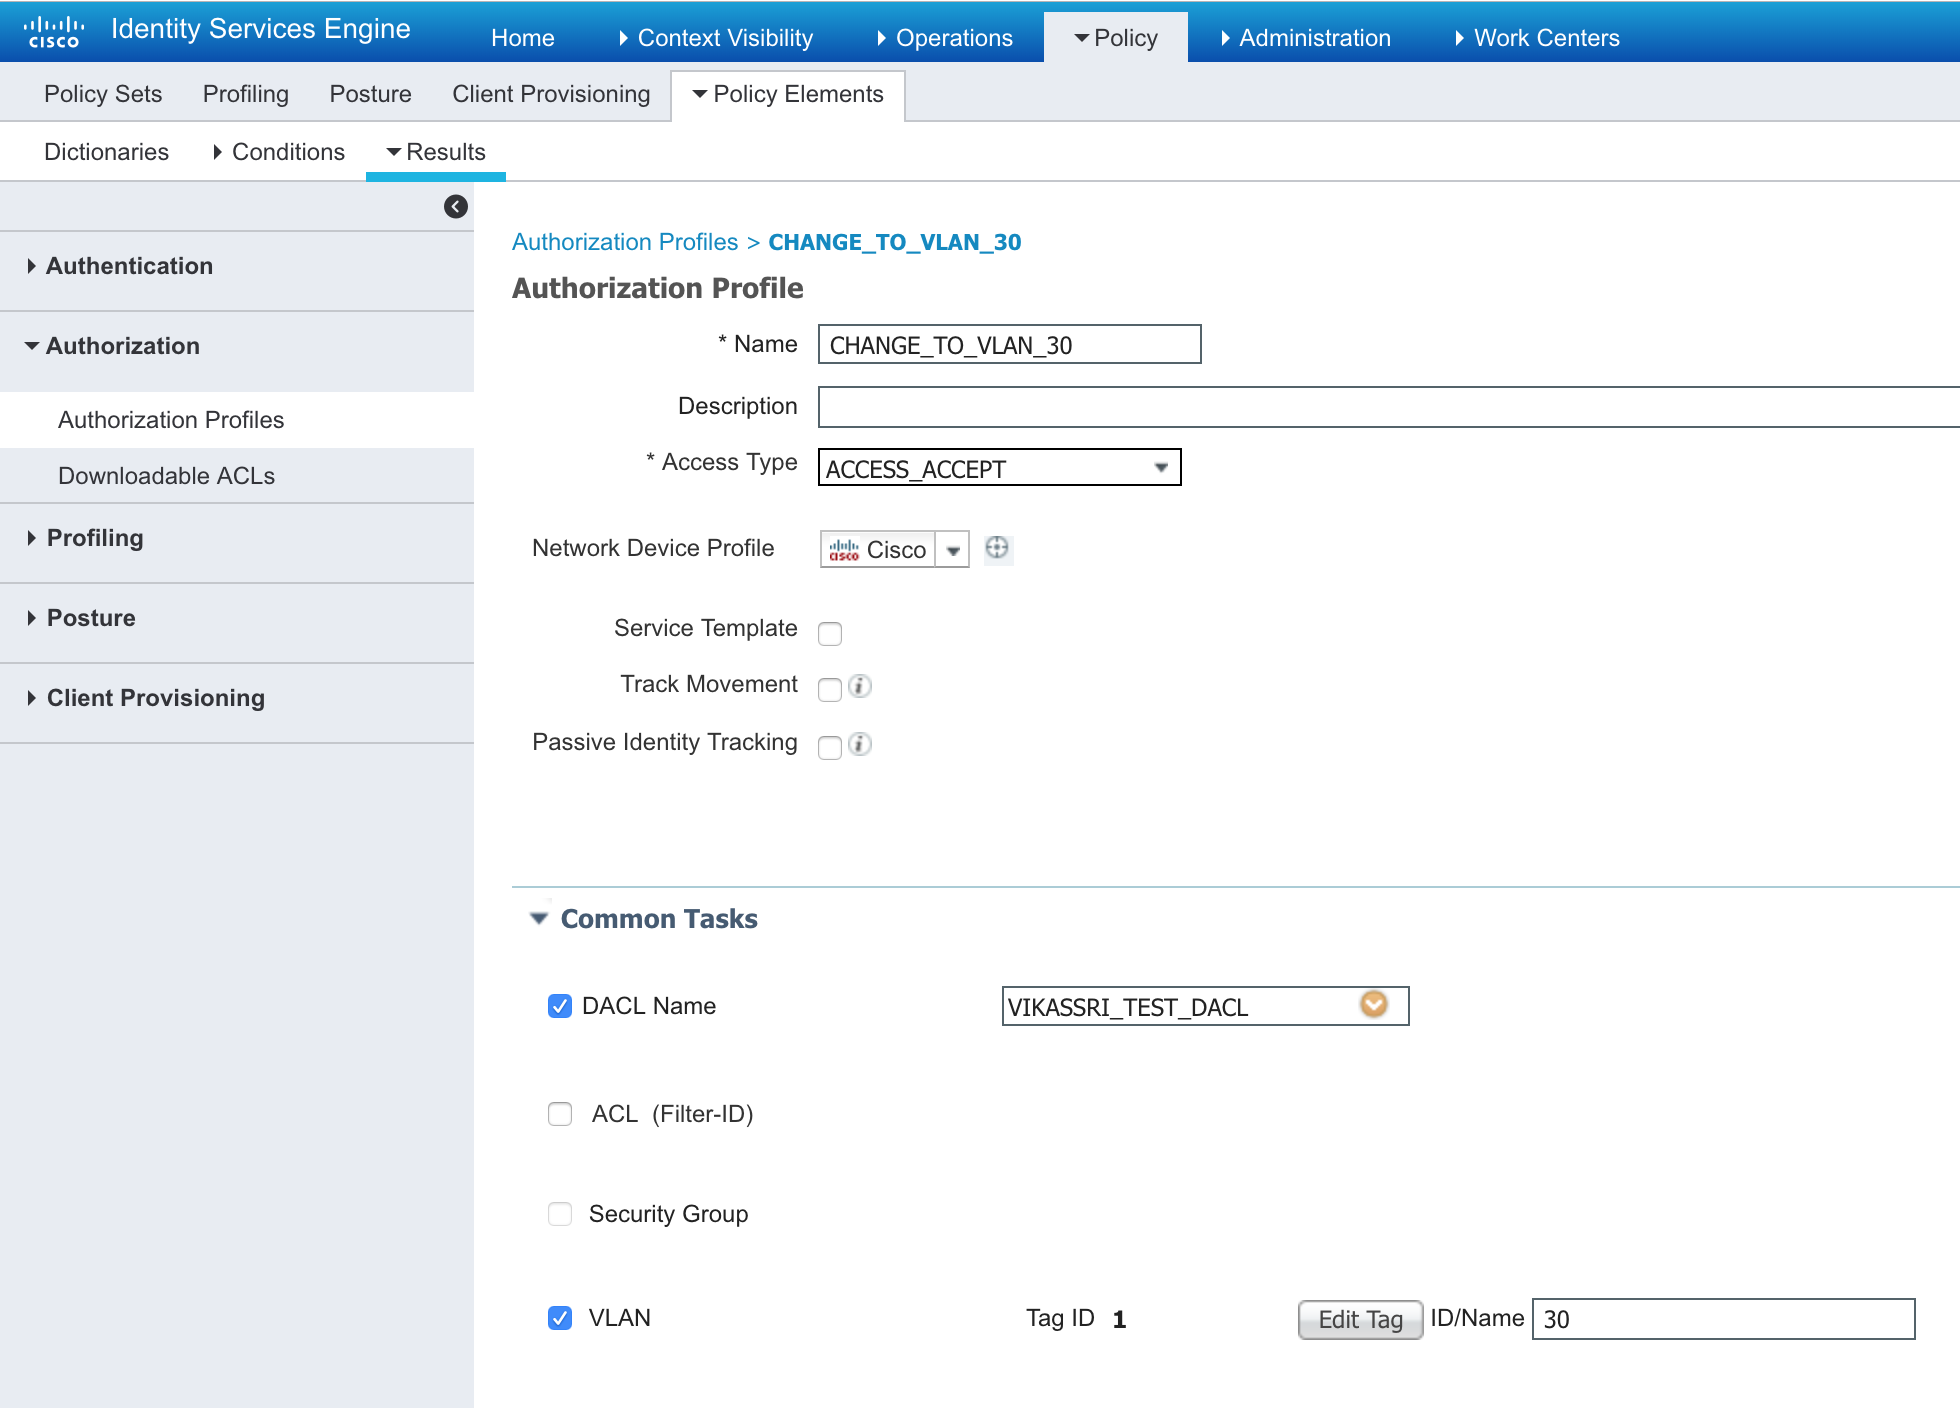 cisco Identity Services Engine Home Context Visibility Operations Policy Administration Work Centers
Policy Sets Profiling Posture Client Provisioning Policy Elements
Dictionaries Conditions Results
Authentication
Authorization
Authorization Profiles
Downloadable ACLs
Profiling
Posture
Client Provisioning
Authorization Profiles > CHANGE_TO_VLAN_30
Authorization Profile
* Name CHANGE_TO_VLAN_30
Description
* Access Type ACCESS_ACCEPT
Network Device Profile cisco Cisco
Service Template
Track Movement i
Passive Identity Tracking i
Common Tasks
DACL Name VIKASSRI_TEST_DACL
ACL (Filter-ID)
Security Group
VLAN Tag ID 1 Edit Tag ID/Name 30